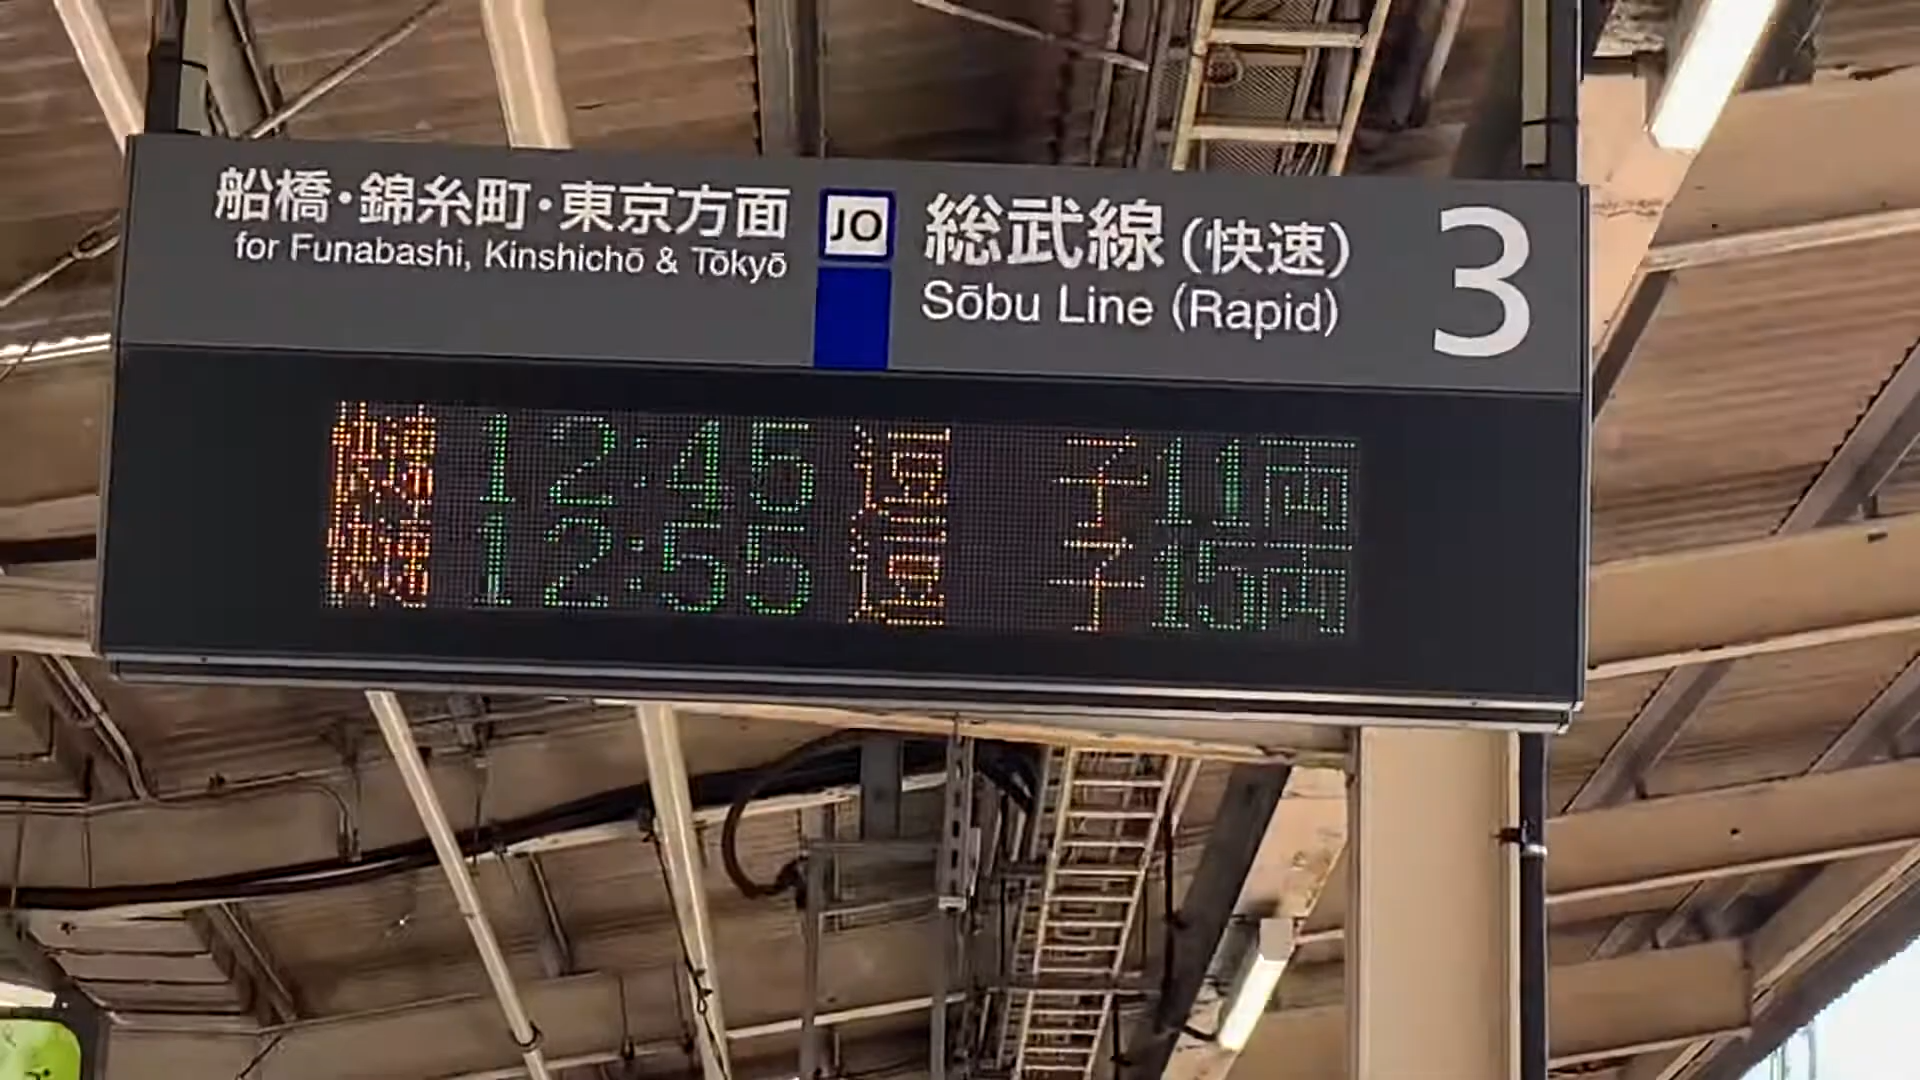 船橋・錦糸町・東京方面
for Funabashi, Kinshichō & Tōkyō
JO
総武線(快速)
Sōbu Line (Rapid)
3
快速 12:45 逗子 11両
快速 12:55 逗子 15両